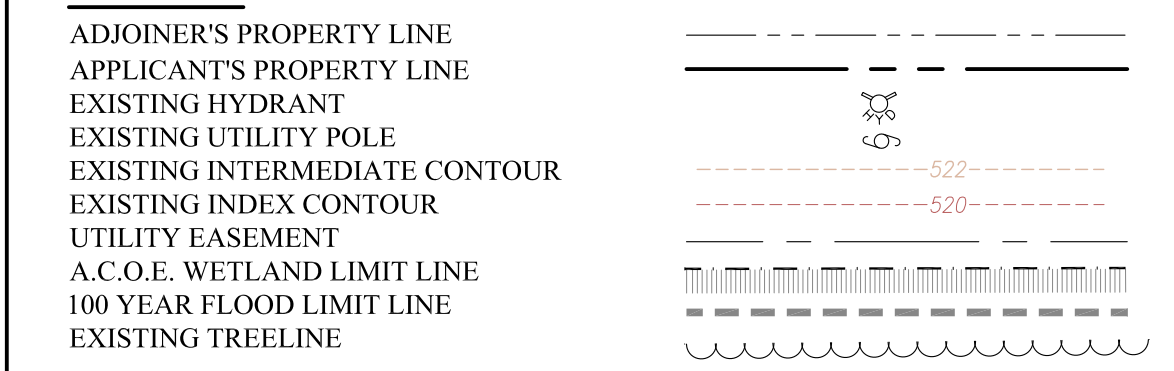 ADJOINER'S PROPERTY LINE
APPLICANT'S PROPERTY LINE
EXISTING HYDRANT
HYD
EXISTING UTILITY POLE
EXISTING INTERMEDIATE CONTOUR 522
EXISTING INDEX CONTOUR 520
UTILITY EASEMENT
A.C.O.E. WETLAND LIMIT LINE
100 YEAR FLOOD LIMIT LINE
EXISTING TREELINE